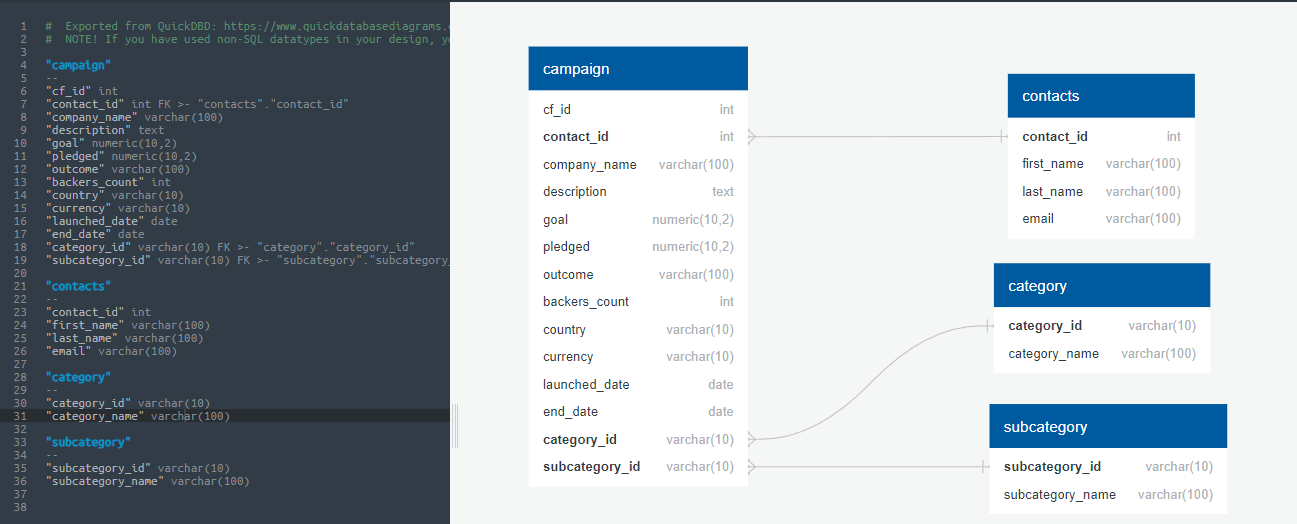 1 #  Exported from QuickDBD: https://www.quickdatabasediagrams.
2 #  NOTE! If you have used non-SQL datatypes in your design,
3
4 "campaign"
5 --
6 "cf_id" int
7 "contact_id" int FK >- "contacts"."contact_id"
8 "company_name" varchar(100)
9 "description" text
10 "goal" numeric(10,2)
11 "pledged" numeric(10,2)
12 "outcome" varchar(100)
13 "backers_count" int
14 "country" varchar(10)
15 "currency" varchar(10)
16 "launched_date" date
17 "end_date" date
18 "category_id" varchar(10) FK >- "category"."category_id"
19 "subcategory_id" varchar(10) FK >- "subcategory"."subcategory_
20
21 "contacts"
22 --
23 "contact_id" int
24 "first_name" varchar(100)
25 "last_name" varchar(100)
26 "email" varchar(100)
27
28 "category"
29 --
30 "category_id" varchar(10)
31 "category_name" varchar(100)
32
33 "subcategory"
34 --
35 "subcategory_id" varchar(10)
36 "subcategory_name" varchar(100)
37
38
campaign
cf_id int
contact_id int
company_name varchar(100)
description text
goal numeric(10,2)
pledged numeric(10,2)
outcome varchar(100)
backers_count int
country varchar(10)
currency varchar(10)
launched_date date
end_date date
category_id varchar(10)
subcategory_id varchar(10)
contacts
contact_id int
first_name varchar(100)
last_name varchar(100)
email varchar(100)
category
category_id varchar(10)
category_name varchar(100)
subcategory
subcategory_id varchar(10)
subcategory_name varchar(100)